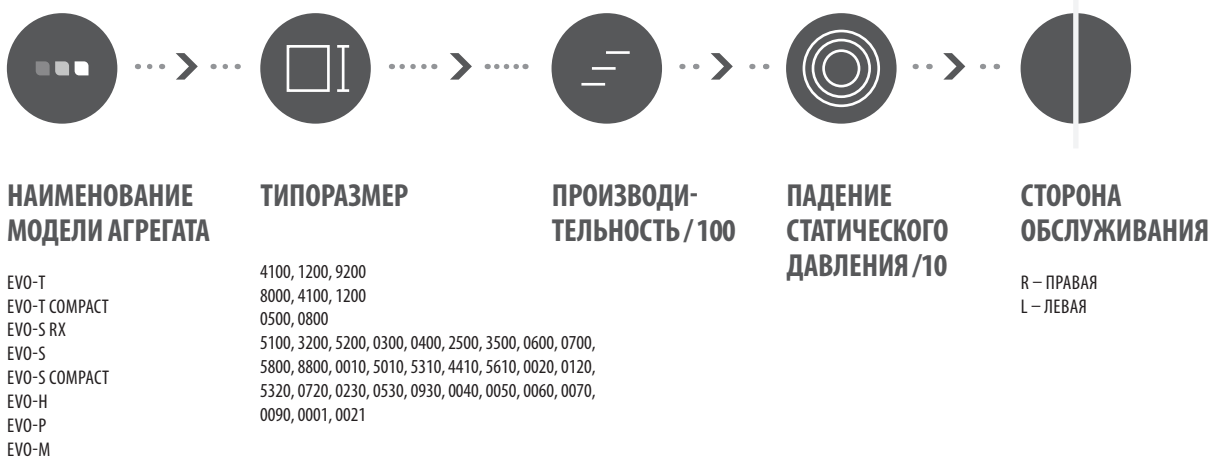 НАИМЕНОВАНИЕ
МОДЕЛИ АГРЕГАТА
EVO-T
EVO-T COMPACT
EVO-S RX
EVO-S
EVO-S COMPACT
EVO-H
EVO-P
EVO-M
ТИПОРАЗМЕР
4100, 1200, 9200
8000, 4100, 1200
0500, 0800
5100, 3200, 5200, 0300, 0400, 2500, 3500, 0600, 0700,
5800, 8800, 0010, 5010, 5310, 4410, 5610, 0020, 0120,
5320, 0720, 0230, 0530, 0930, 0040, 0050, 0060, 0070,
0090, 0001, 0021
ПРОИЗВОДИ-
ТЕЛЬНОСТЬ / 100
ПАДЕНИЕ
СТАТИЧЕСКОГО
ДАВЛЕНИЯ /10
СТОРОНА
ОБСЛУЖИВАНИЯ
R – ПРАВАЯ
L – ЛЕВАЯ